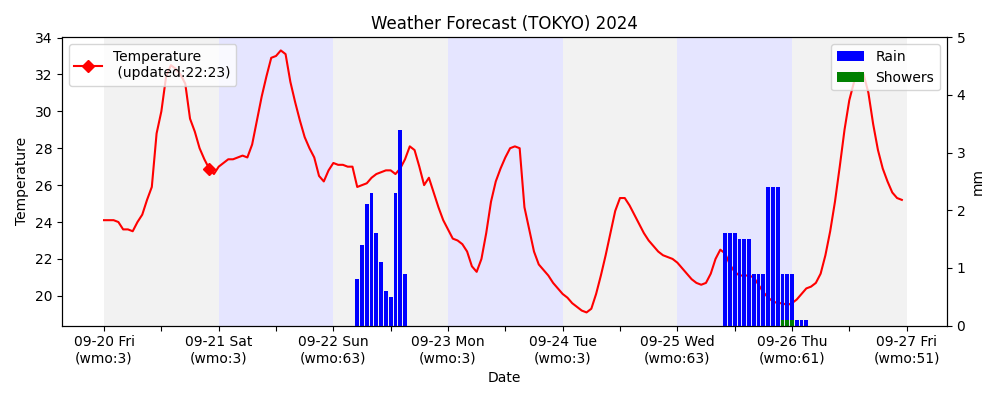 Weather Forecast (TOKYO) 2024
Temperature
(updated:22:23)
Rain
Showers
34
32
30
28
26
24
22
20
Temperature
5
4
3
2
1
0
mm
09-20 Fri
(wmo:3)
09-21 Sat
(wmo:3)
09-22 Sun
(wmo:63)
09-23 Mon
(wmo:3)
09-24 Tue
(wmo:3)
09-25 Wed
(wmo:63)
09-26 Thu
(wmo:61)
09-27 Fri
(wmo:51)
Date